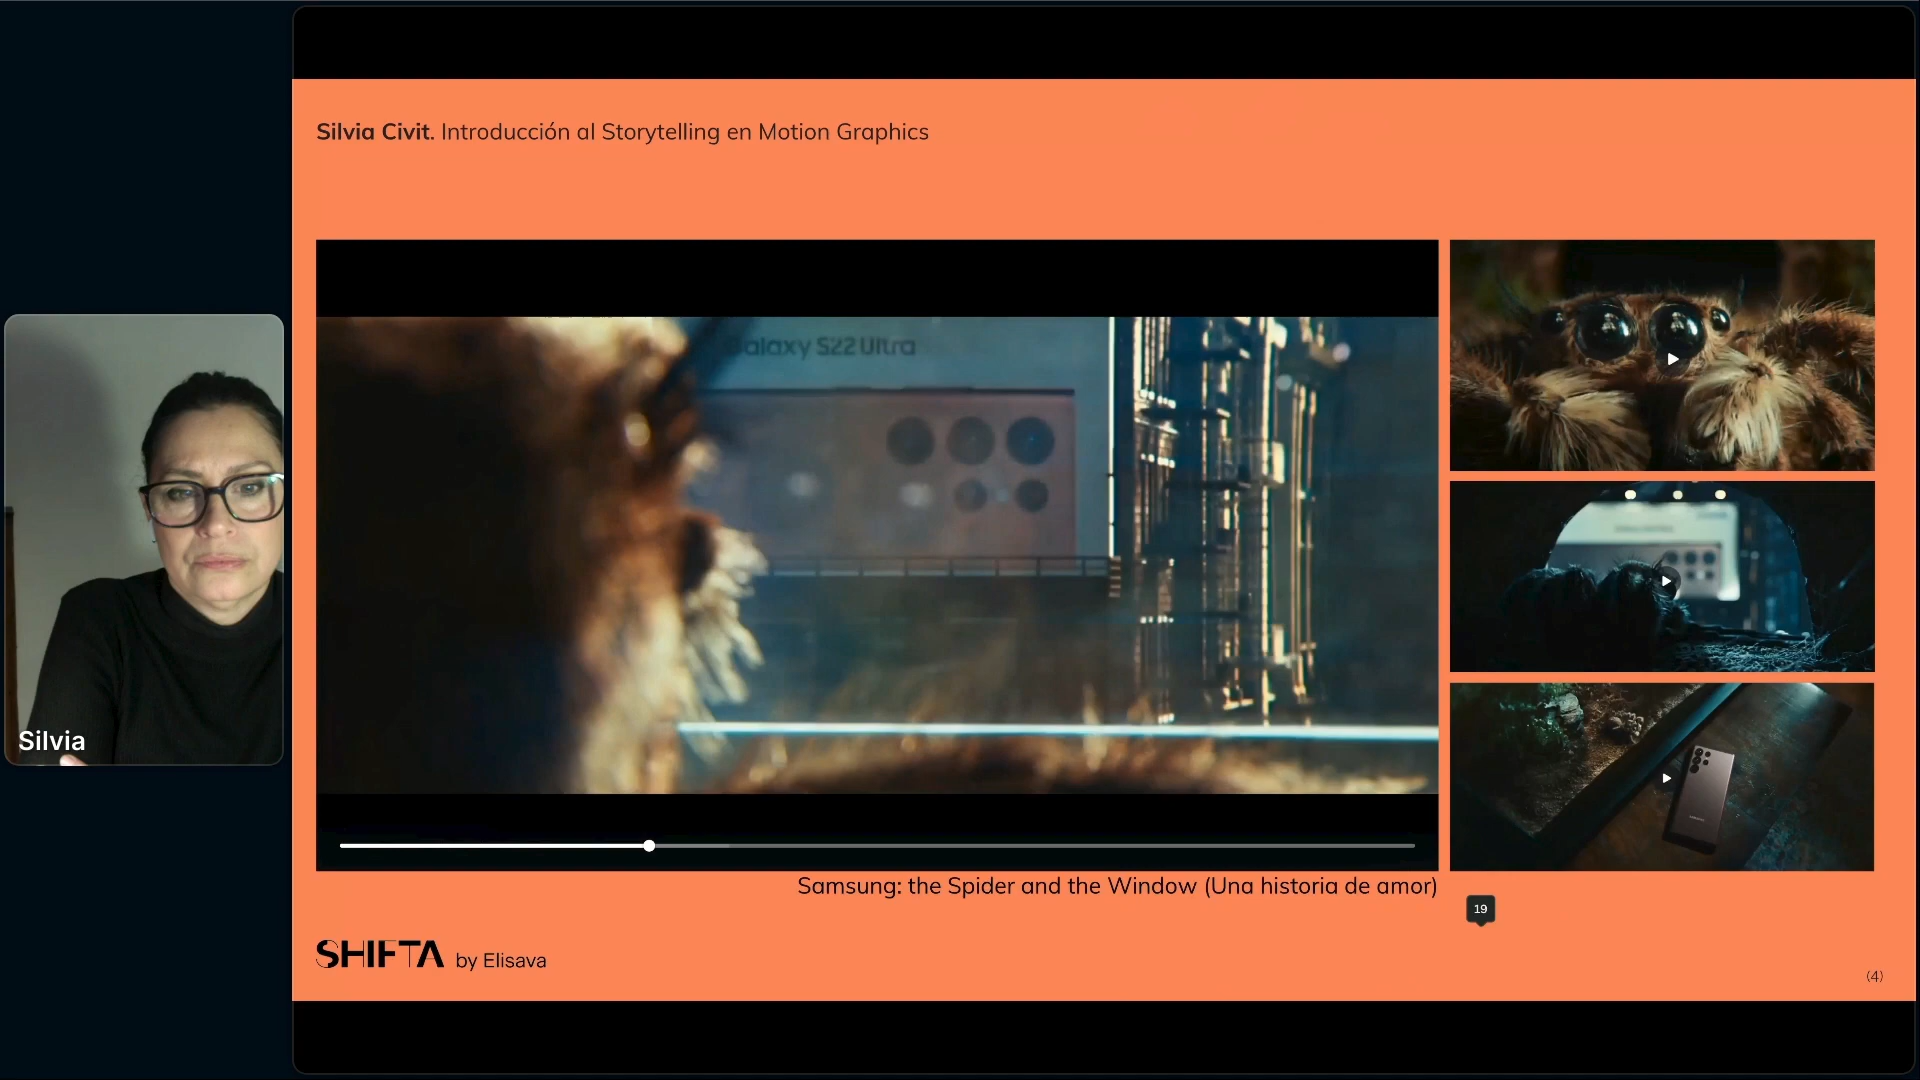 Silvia Civit. Introducción al Storytelling en Motion Graphics
Galaxy S22 Ultra
Silvia
Samsung: the Spider and the Window (Una historia de amor)
19
SHIFTA by Elisava
(4)